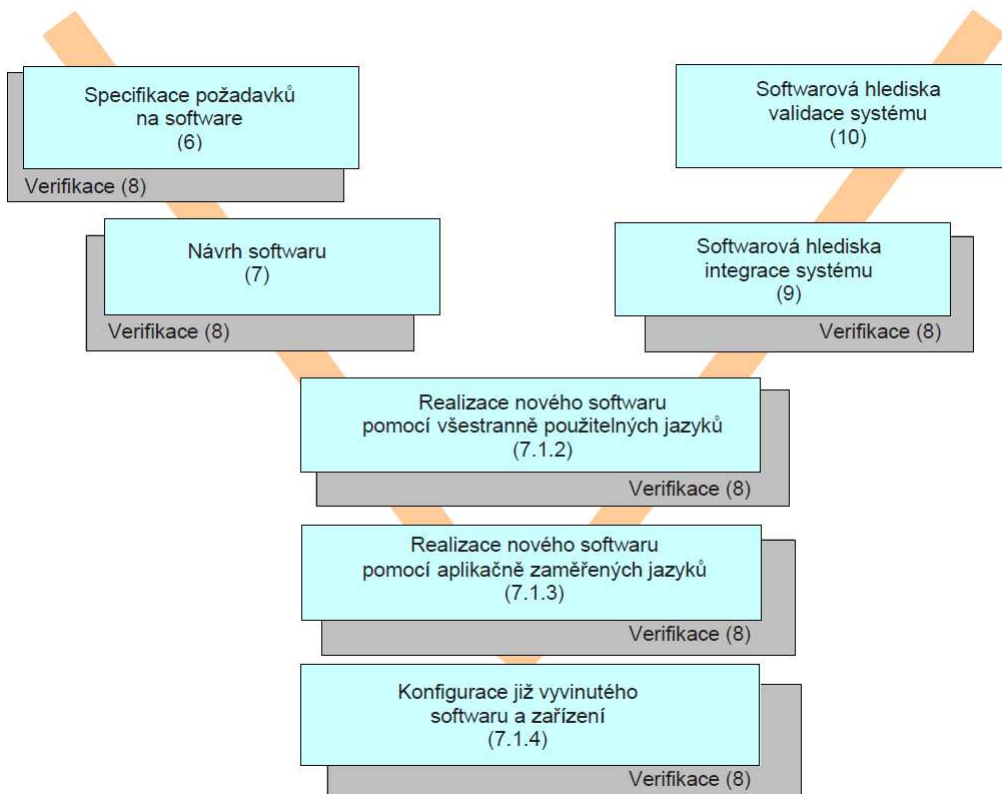 Specifikace požadavků
na software
(6)
Verifikace (8)
Softwarová hlediska
validace systému
(10)
Návrh softwaru
(7)
Verifikace (8)
Softwarová hlediska
integrace systému
(9)
Verifikace (8)
Realizace nového softwaru
pomocí všestranně použitelných jazyků
(7.1.2)
Verifikace (8)
Realizace nového softwaru
pomocí aplikačně zaměřených jazyků
(7.1.3)
Verifikace (8)
Konfigurace již vyvinutého
softwaru a zařízení
(7.1.4)
Verifikace (8)